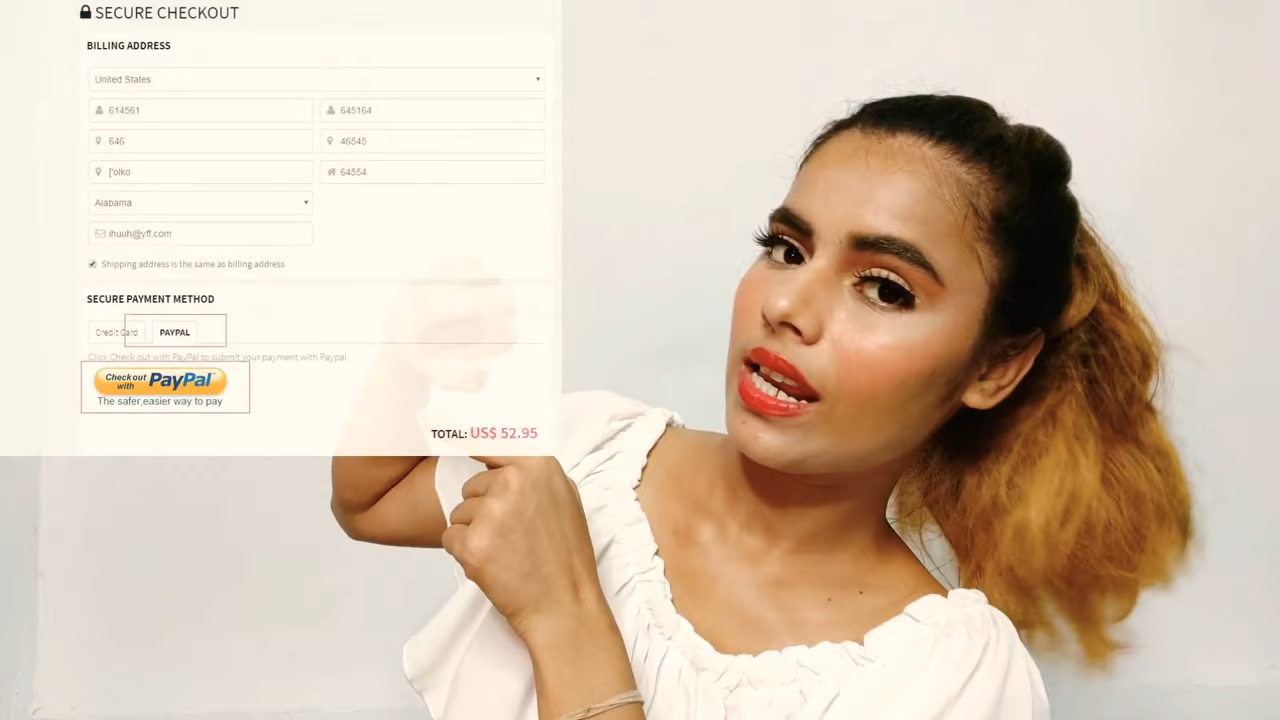 SECURE CHECKOUT
BILLING ADDRESS
United States
614561 645164
646 46545
['olko 64554
Alabama
ihuuh@yff.com
Shipping address is the same as billing address
SECURE PAYMENT METHOD
Credit Card PAYPAL
Click Check out with PayPal to submit your payment with Paypal
Check out with PayPal
The safer,easier way to pay
TOTAL: US$ 52.95